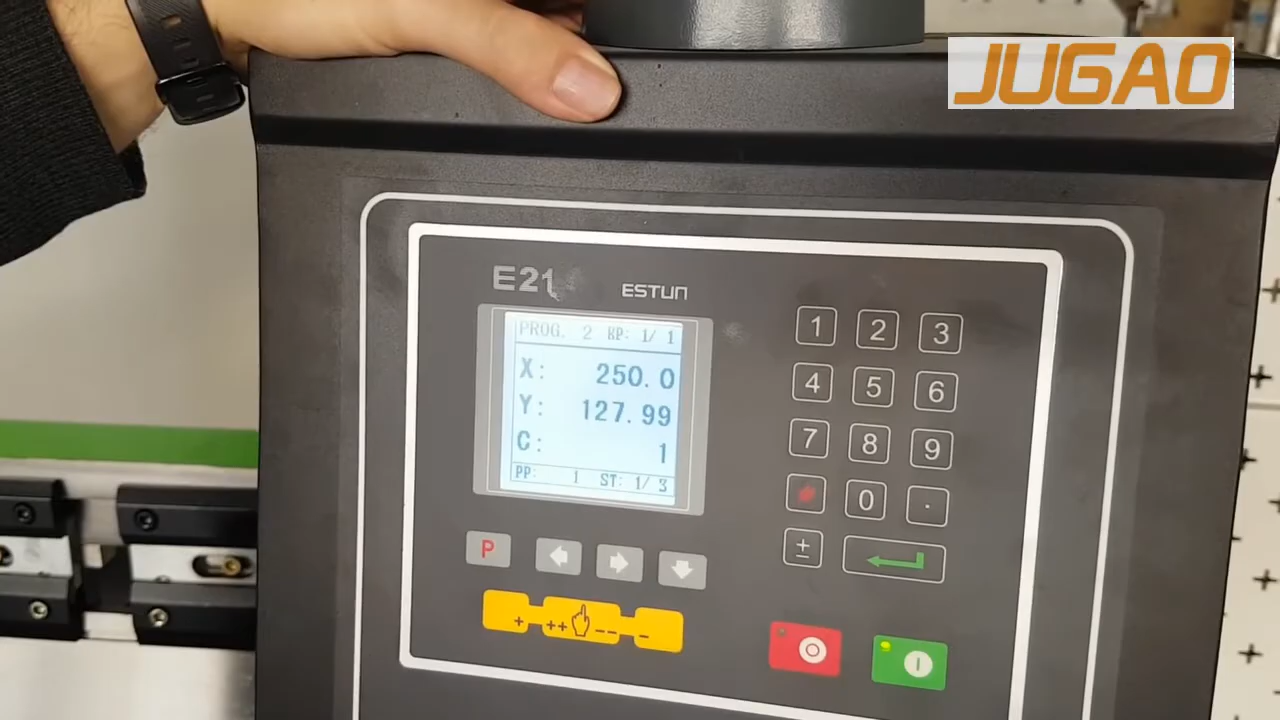 JUGAO
E21
ESTUN
PROG. 2 RP: 1/ 1
X: 250.0
Y: 127.99
C: 1
PP: 1 ST: 1/ 3
1 2 3
4 5 6
7 8 9
0 .
±
P
+ ++ -- -